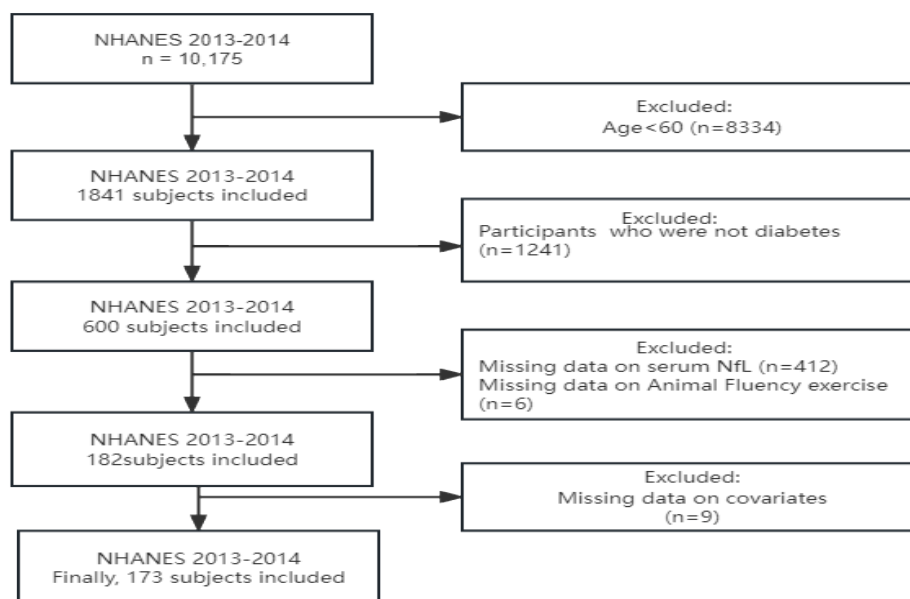 NHANES 2013-2014
n = 10,175
Excluded:
Age<60 (n=8334)
NHANES 2013-2014
1841 subjects included
Excluded:
Participants who were not diabetes
(n=1241)
NHANES 2013-2014
600 subjects included
Excluded:
Missing data on serum NfL (n=412)
Missing data on Animal Fluency exercise
(n=6)
NHANES 2013-2014
182subjects included
Excluded:
Missing data on covariates
(n=9)
NHANES 2013-2014
Finally, 173 subjects included